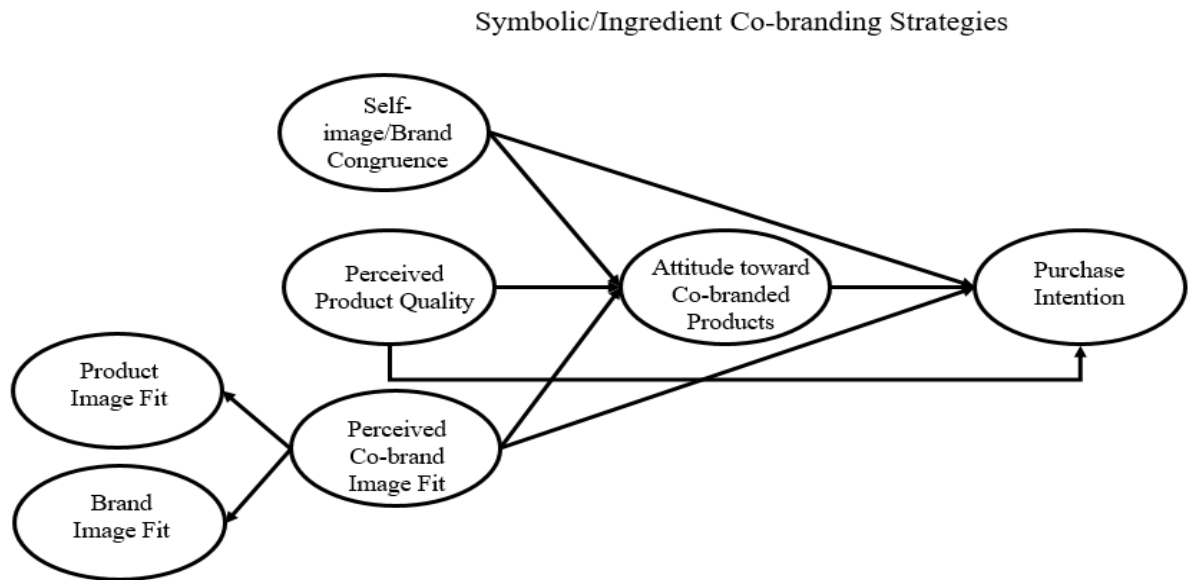 Symbolic/Ingredient Co-branding Strategies
Self-
image/Brand
Congruence
Perceived
Product Quality
Attitude toward
Co-branded
Products
Purchase
Intention
Product
Image Fit
Perceived
Co-brand
Image Fit
Brand
Image Fit